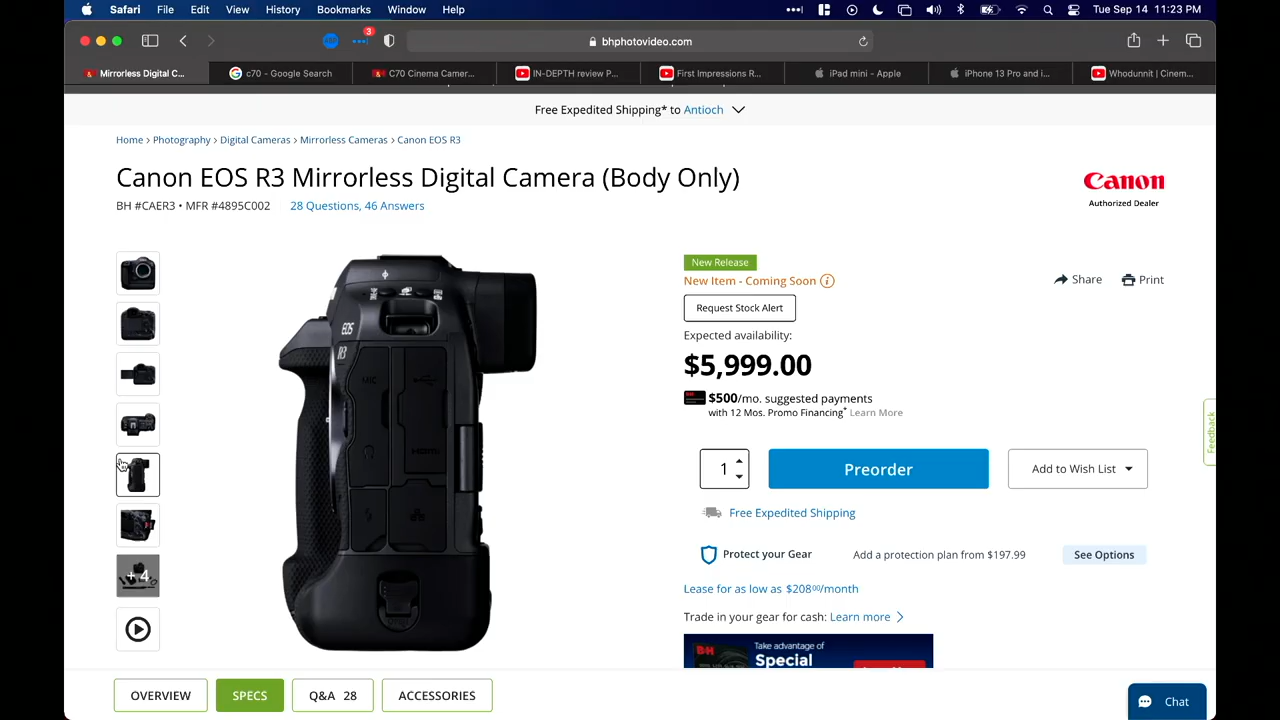 Safari File Edit View History Bookmarks Window Help
Tue Sep 14 11:23 PM
3
bhphotovideo.com
Mirrorless Digital C...
c70 - Google Search
C70 Cinema Camer...
IN-DEPTH review P...
First Impressions R...
iPad mini - Apple
iPhone 13 Pro and i...
Whodunnit | Cinem...
Free Expedited Shipping* to Antioch
Home > Photography > Digital Cameras > Mirrorless Cameras > Canon EOS R3
Canon EOS R3 Mirrorless Digital Camera (Body Only)
BH #CAER3 • MFR #4895C002 28 Questions, 46 Answers
Canon
Authorized Dealer
New Release
New Item - Coming Soon
Share Print
Request Stock Alert
Expected availability:
$5,999.00
$500/mo. suggested payments
with 12 Mos. Promo Financing* Learn More
EOS
R3
MIC
HDMI
1
Preorder
Add to Wish List
Free Expedited Shipping
Protect your Gear
Add a protection plan from $197.99
See Options
Lease for as low as $208⁰⁰/month
Trade in your gear for cash: Learn more
+ 4
B&H
Take advantage of
Special
OVERVIEW
SPECS
Q&A 28
ACCESSORIES
Chat
Feedback